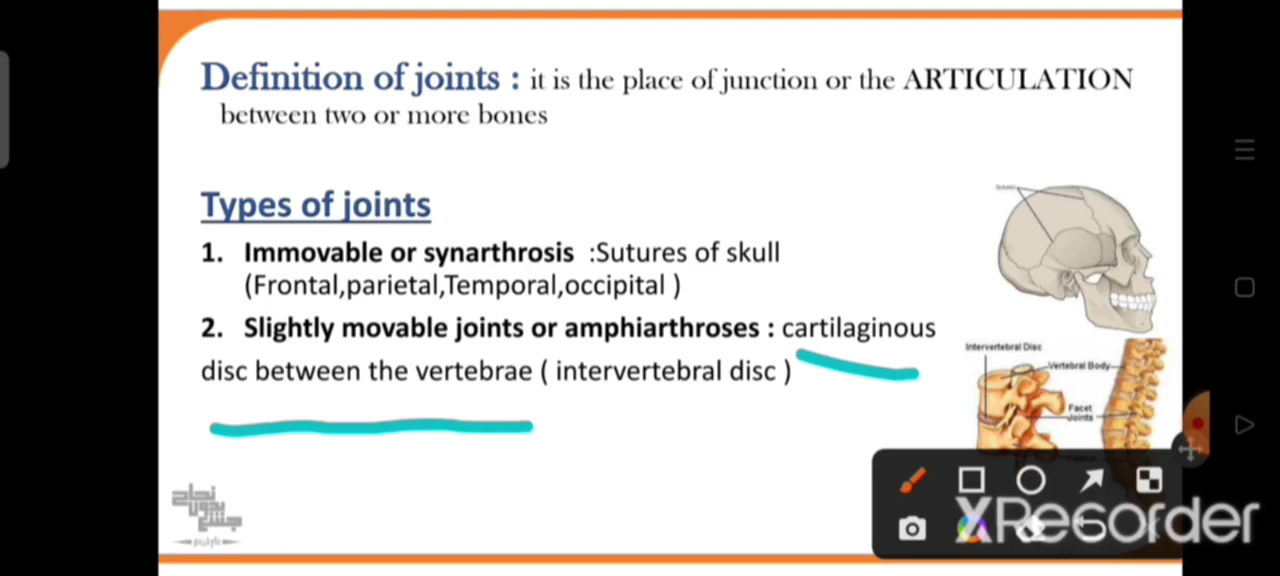 Definition of joints : it is the place of junction or the ARTICULATION
between two or more bones
Types of joints
1. Immovable or synarthrosis :Sutures of skull
(Frontal,parietal,Temporal,occipital )
2. Slightly movable joints or amphiarthroses : cartilaginous
disc between the vertebrae ( intervertebral disc )
Intervertebral Disc
Vertebral Body
Facet
Joints
نجاح
بدون
XRecorder